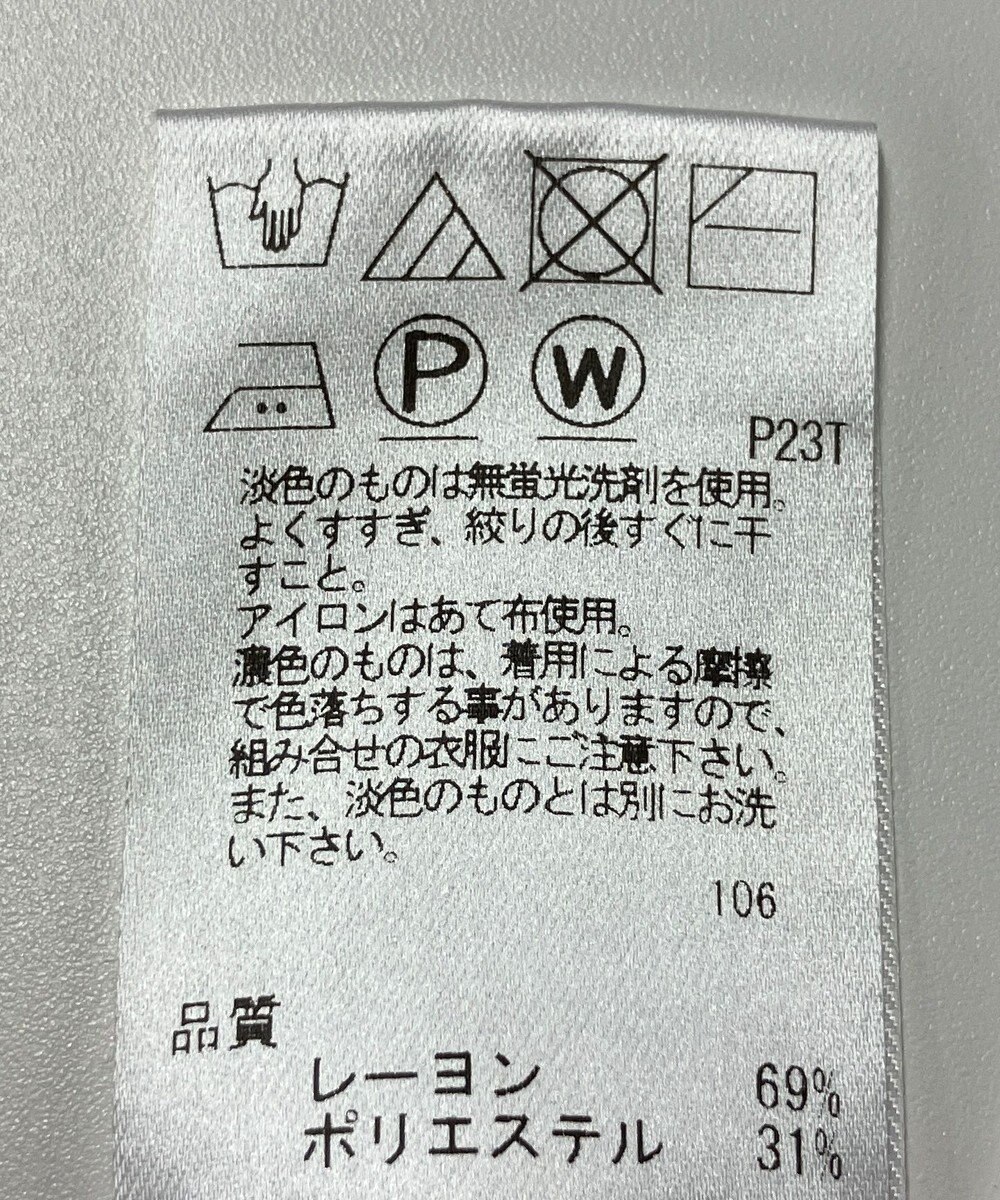 P W
P23T
淡色のものは無蛍光洗剤を使用。
よくすすぎ、絞りの後すぐに干
すこと。
アイロンはあて布使用。
濃色のものは、着用による摩擦
で色落ちする事がありますので、
組み合せの衣服にご注意下さい。
また、淡色のものとは別にお洗
い下さい。
106
品質
レーヨン 69%
ポリエステル 31%